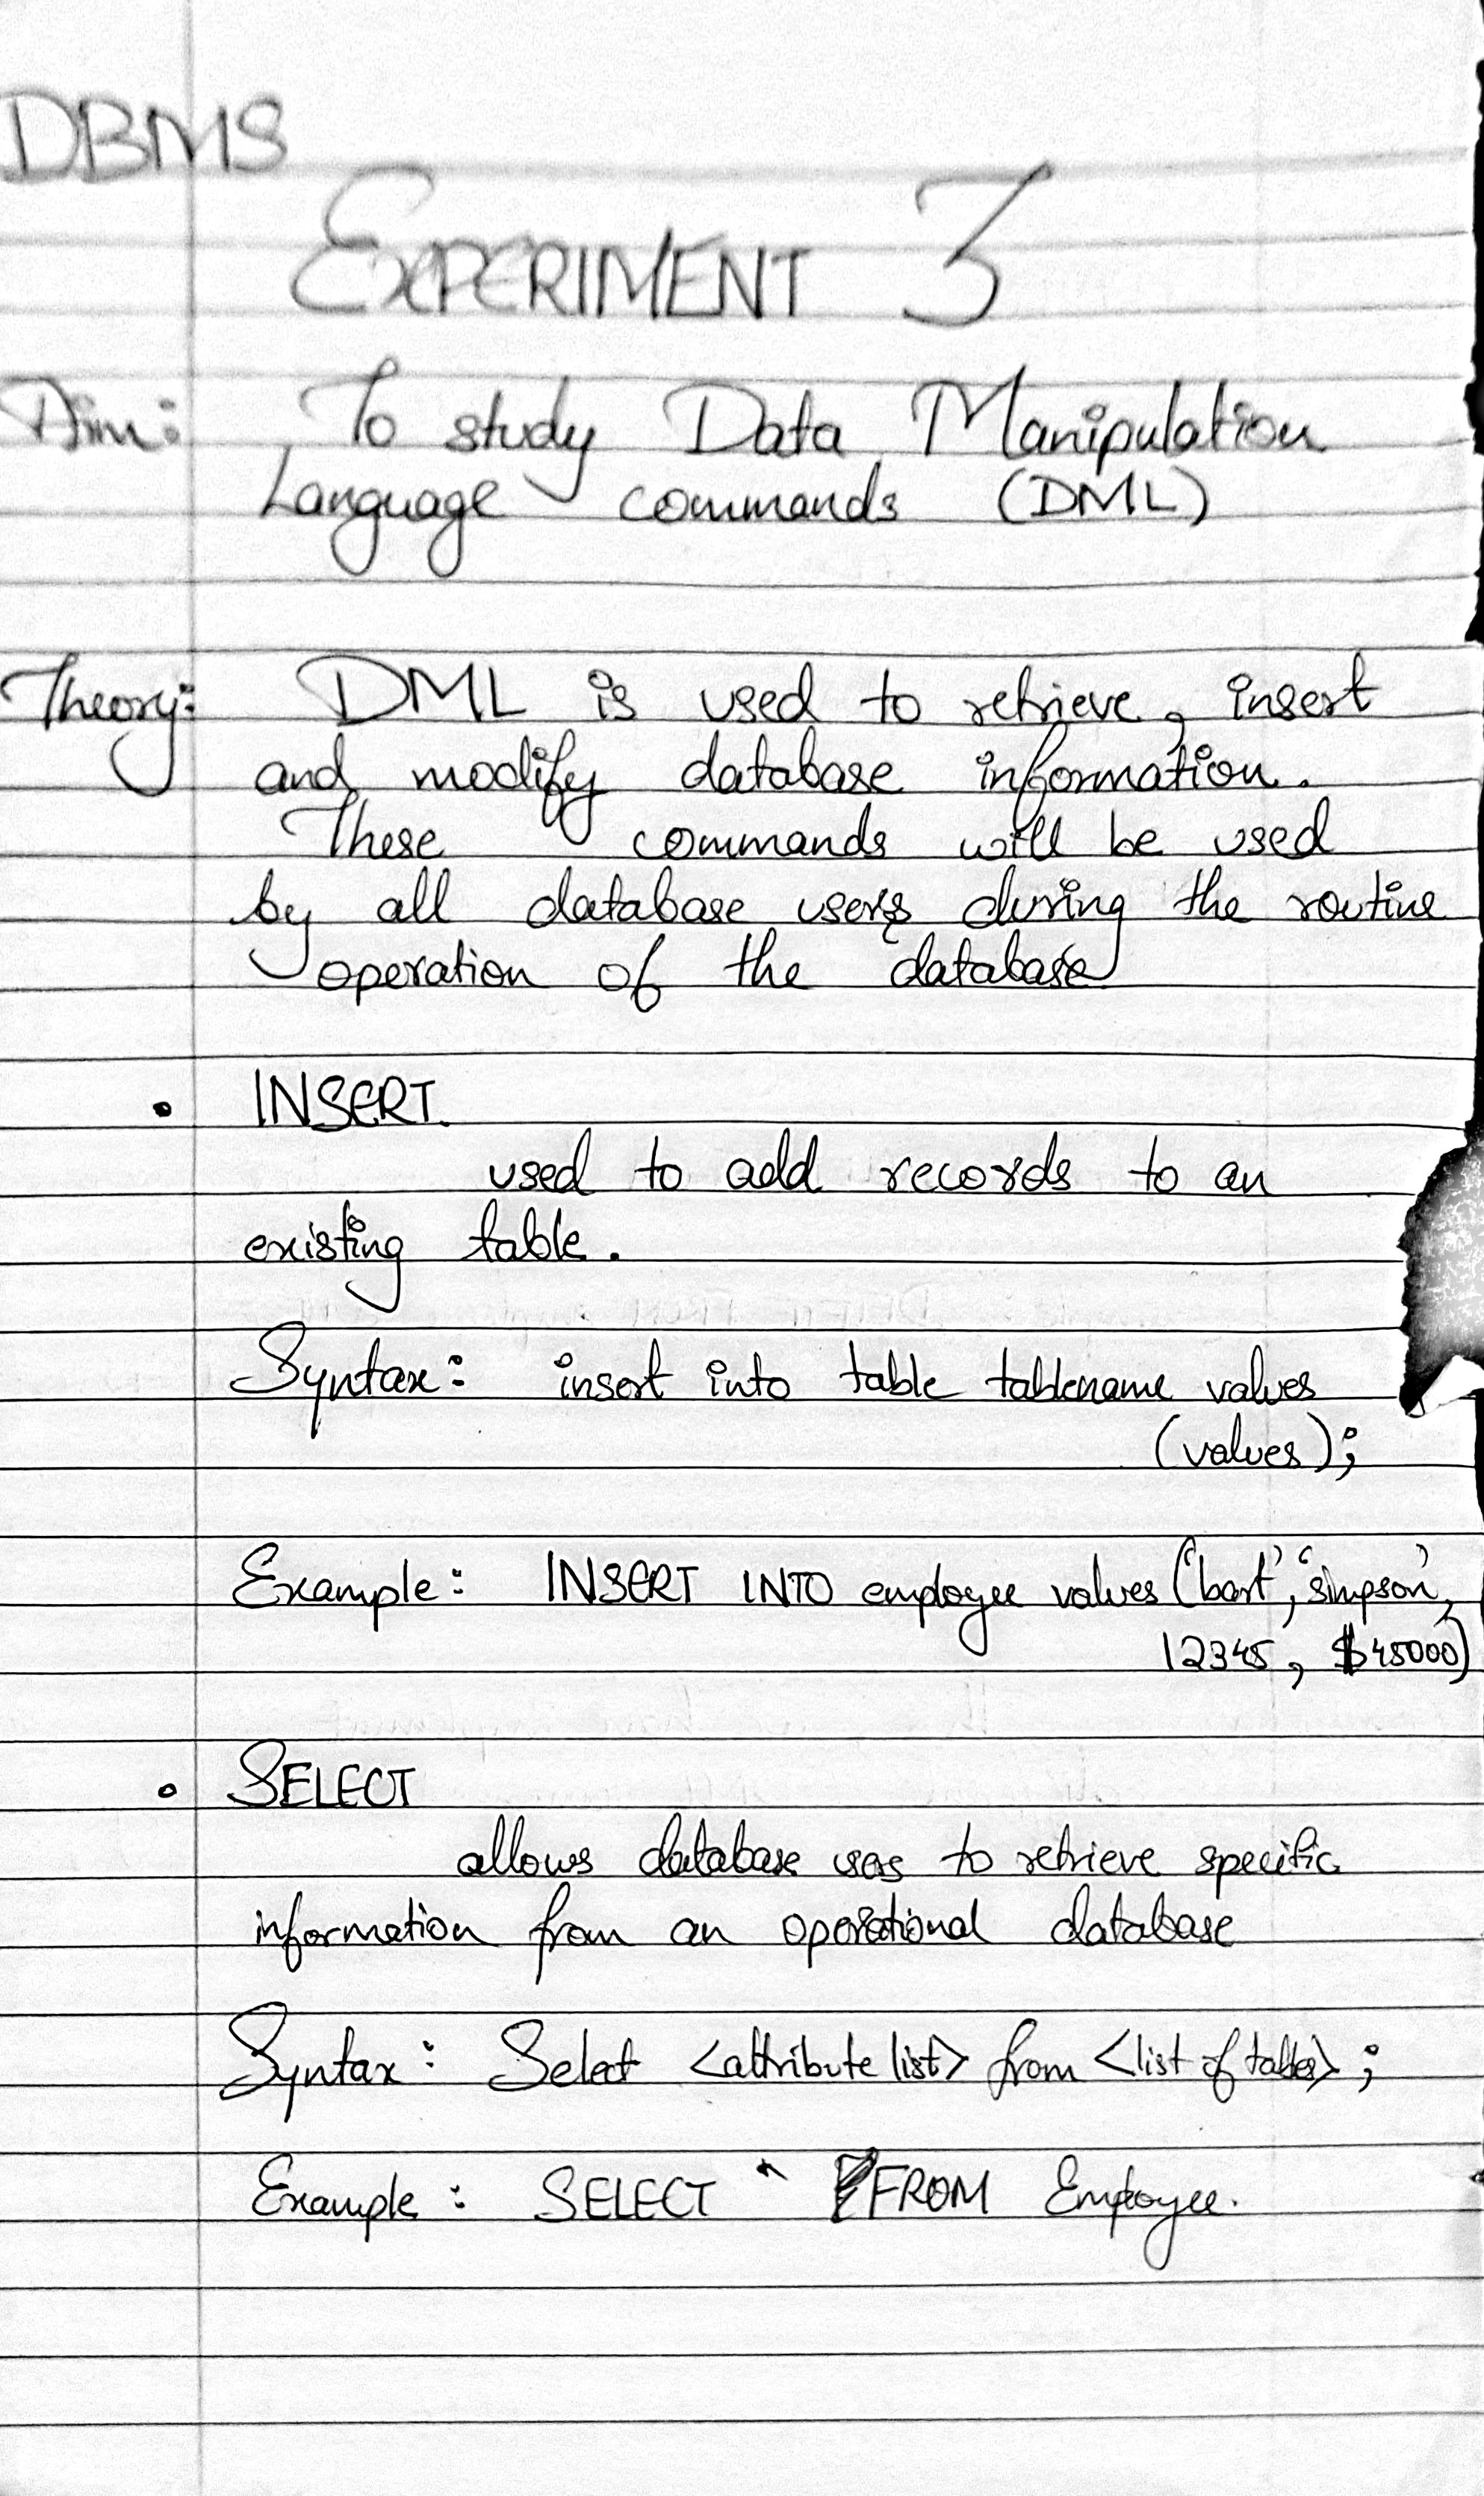 DBMS
EXPERIMENT 3
Aim: To study Data Manipulation
Language commands (DML)
Theory: DML is used to retrieve, insert
and modify database information.
These commands will be used
by all database users during the routine
operation of the database
• INSERT
used to add records to an
existing table.
Syntax: insert into table tablename values
(values);
Example: INSERT INTO employee values ('bart', 'simpson',
12345, $45000)
• SELECT
allows database uses to retrieve specific
information from an operational database
Syntax: Select <attribute list> from <list of tables>;
Example: SELECT * FROM Employee.